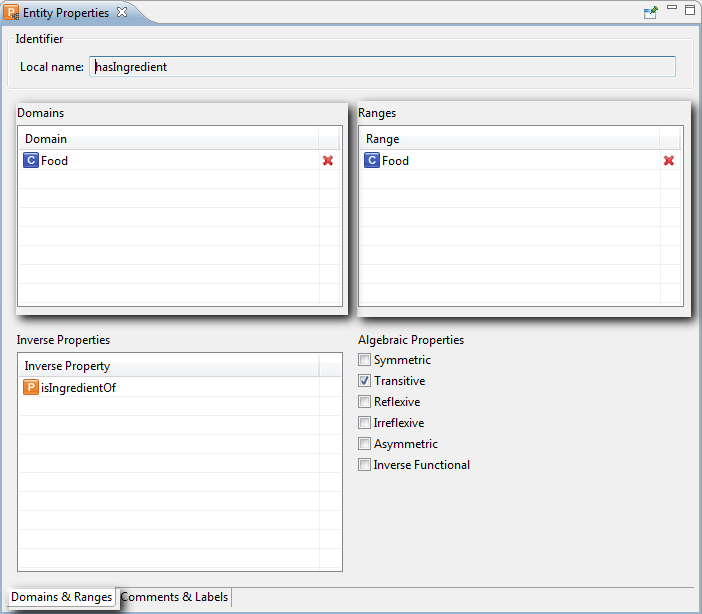 Entity Properties
Identifier
Local name: hasIngredient
Domains
Domain
C Food
Ranges
Range
C Food
Inverse Properties
Inverse Property
P isIngredientOf
Algebraic Properties
Symmetric
Transitive
Reflexive
Irreflexive
Asymmetric
Inverse Functional
Domains & Ranges Comments & Labels